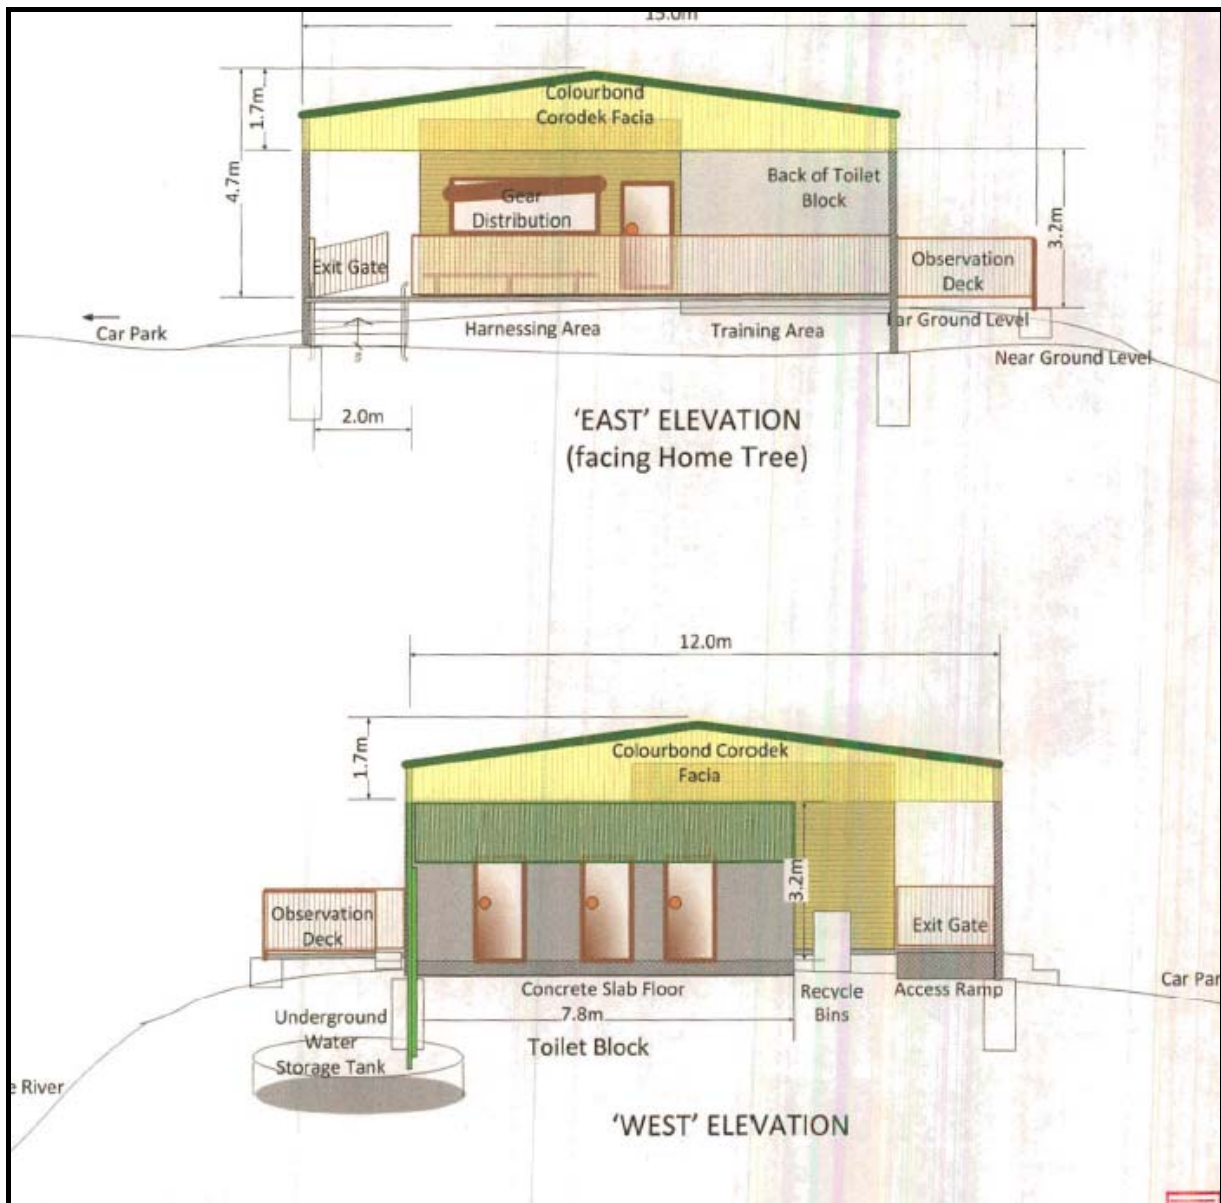 15.0m
1.7m
4.7m
Colourbond
Corodek Facia
Back of Toilet
Block
Gear
Distribution
3.2m
Exit Gate
Observation
Deck
Car Park
Harnessing Area
Training Area
Far Ground Level
Near Ground Level
2.0m
'EAST' ELEVATION
(facing Home Tree)
12.0m
1.7m
Colourbond Corodek
Facia
3.2m
Observation
Deck
Exit Gate
Concrete Slab Floor
7.8m
Toilet Block
Recycle
Bins
Access Ramp
Car Par
Underground
Water
Storage Tank
e River
'WEST' ELEVATION